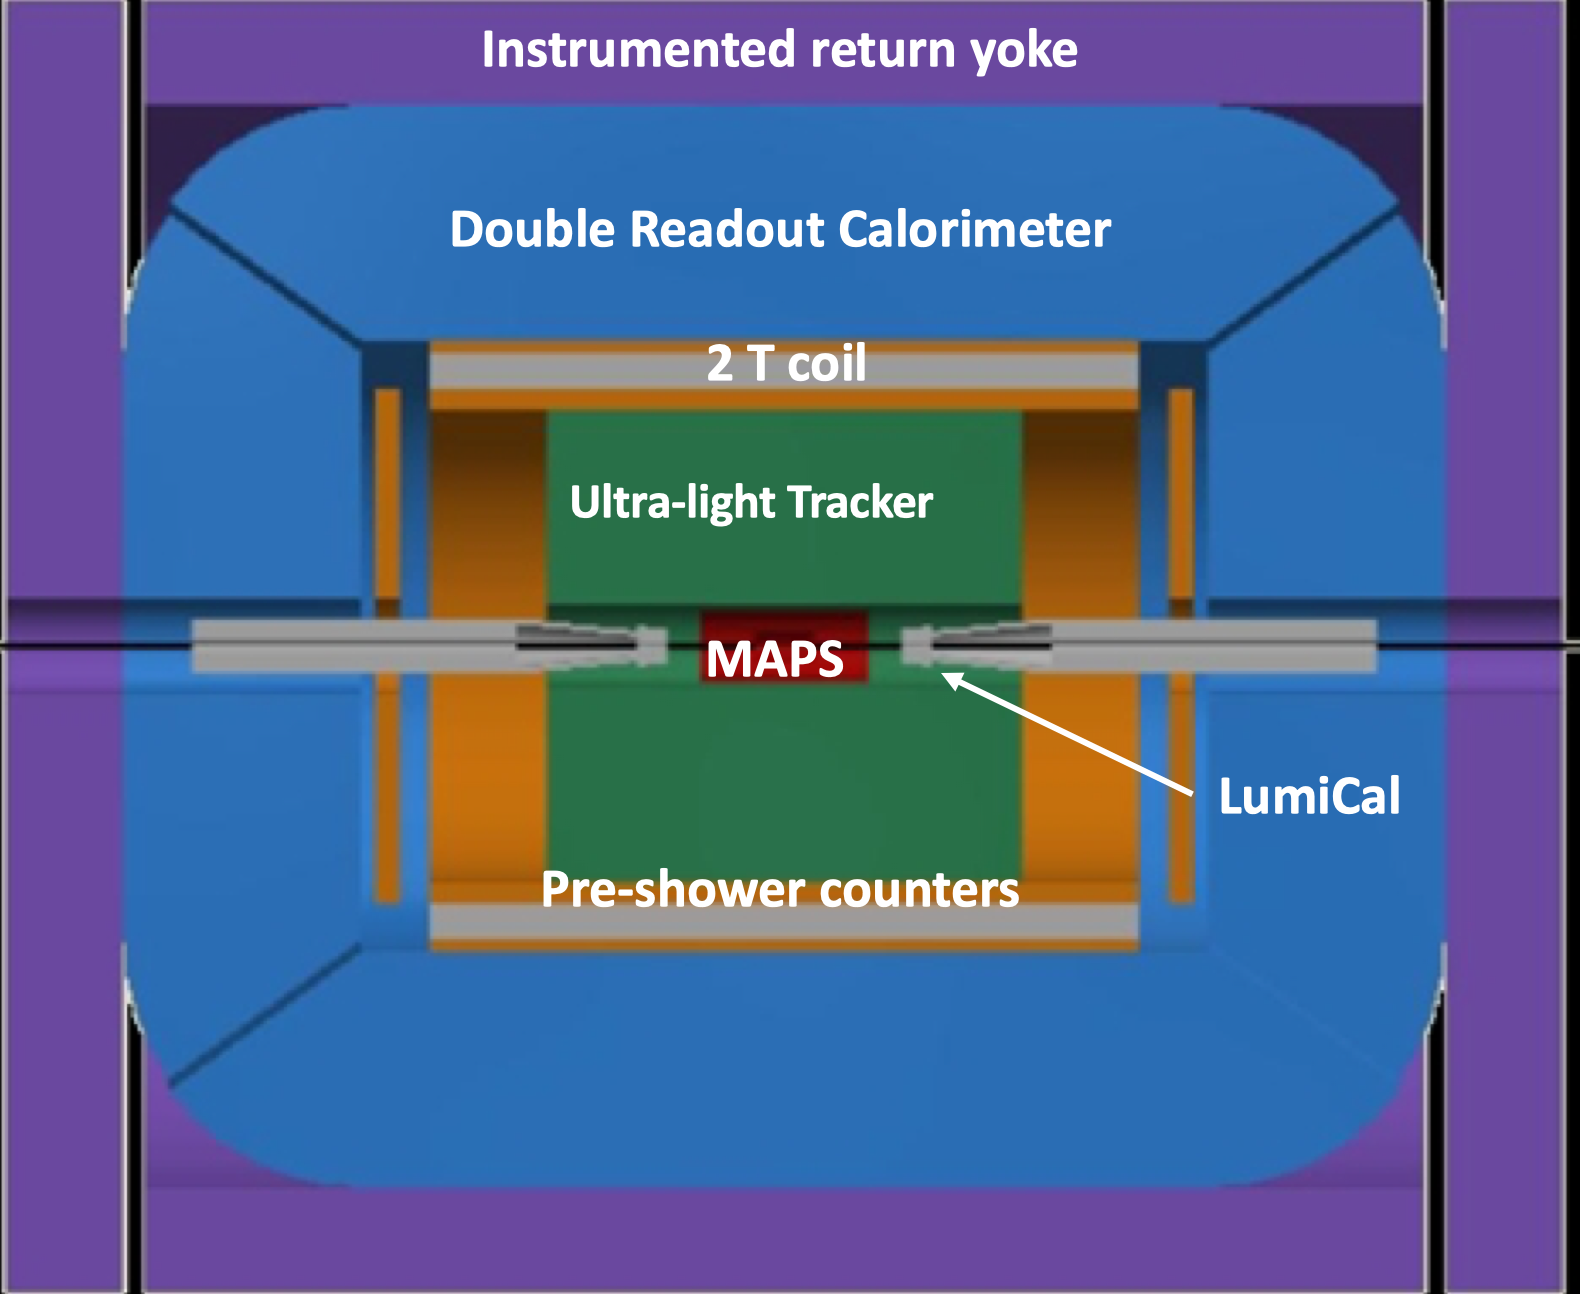 Instrumented return yoke
Double Readout Calorimeter
2 T coil
Ultra-light Tracker
MAPS
LumiCal
Pre-shower counters